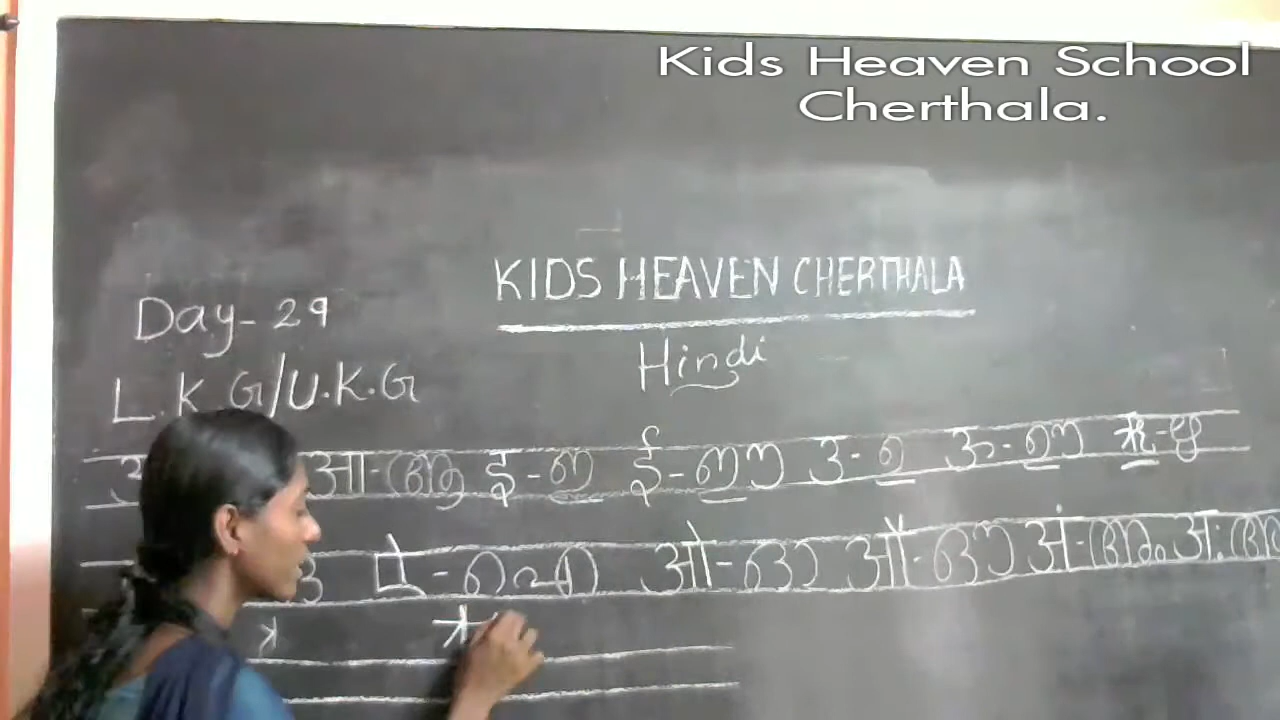 Kids Heaven School
Cherthala.
KIDS HEAVEN CHERTHALA
Day-29
Hindi
L.K.G/U.K.G
आ-ആ इ-ഇ ई-ഈ उ-ഉ ऊ-ഊ ऋ-ഋ
ऐ-ഐ ओ-ഓ औ-ഔ अं-അം अः